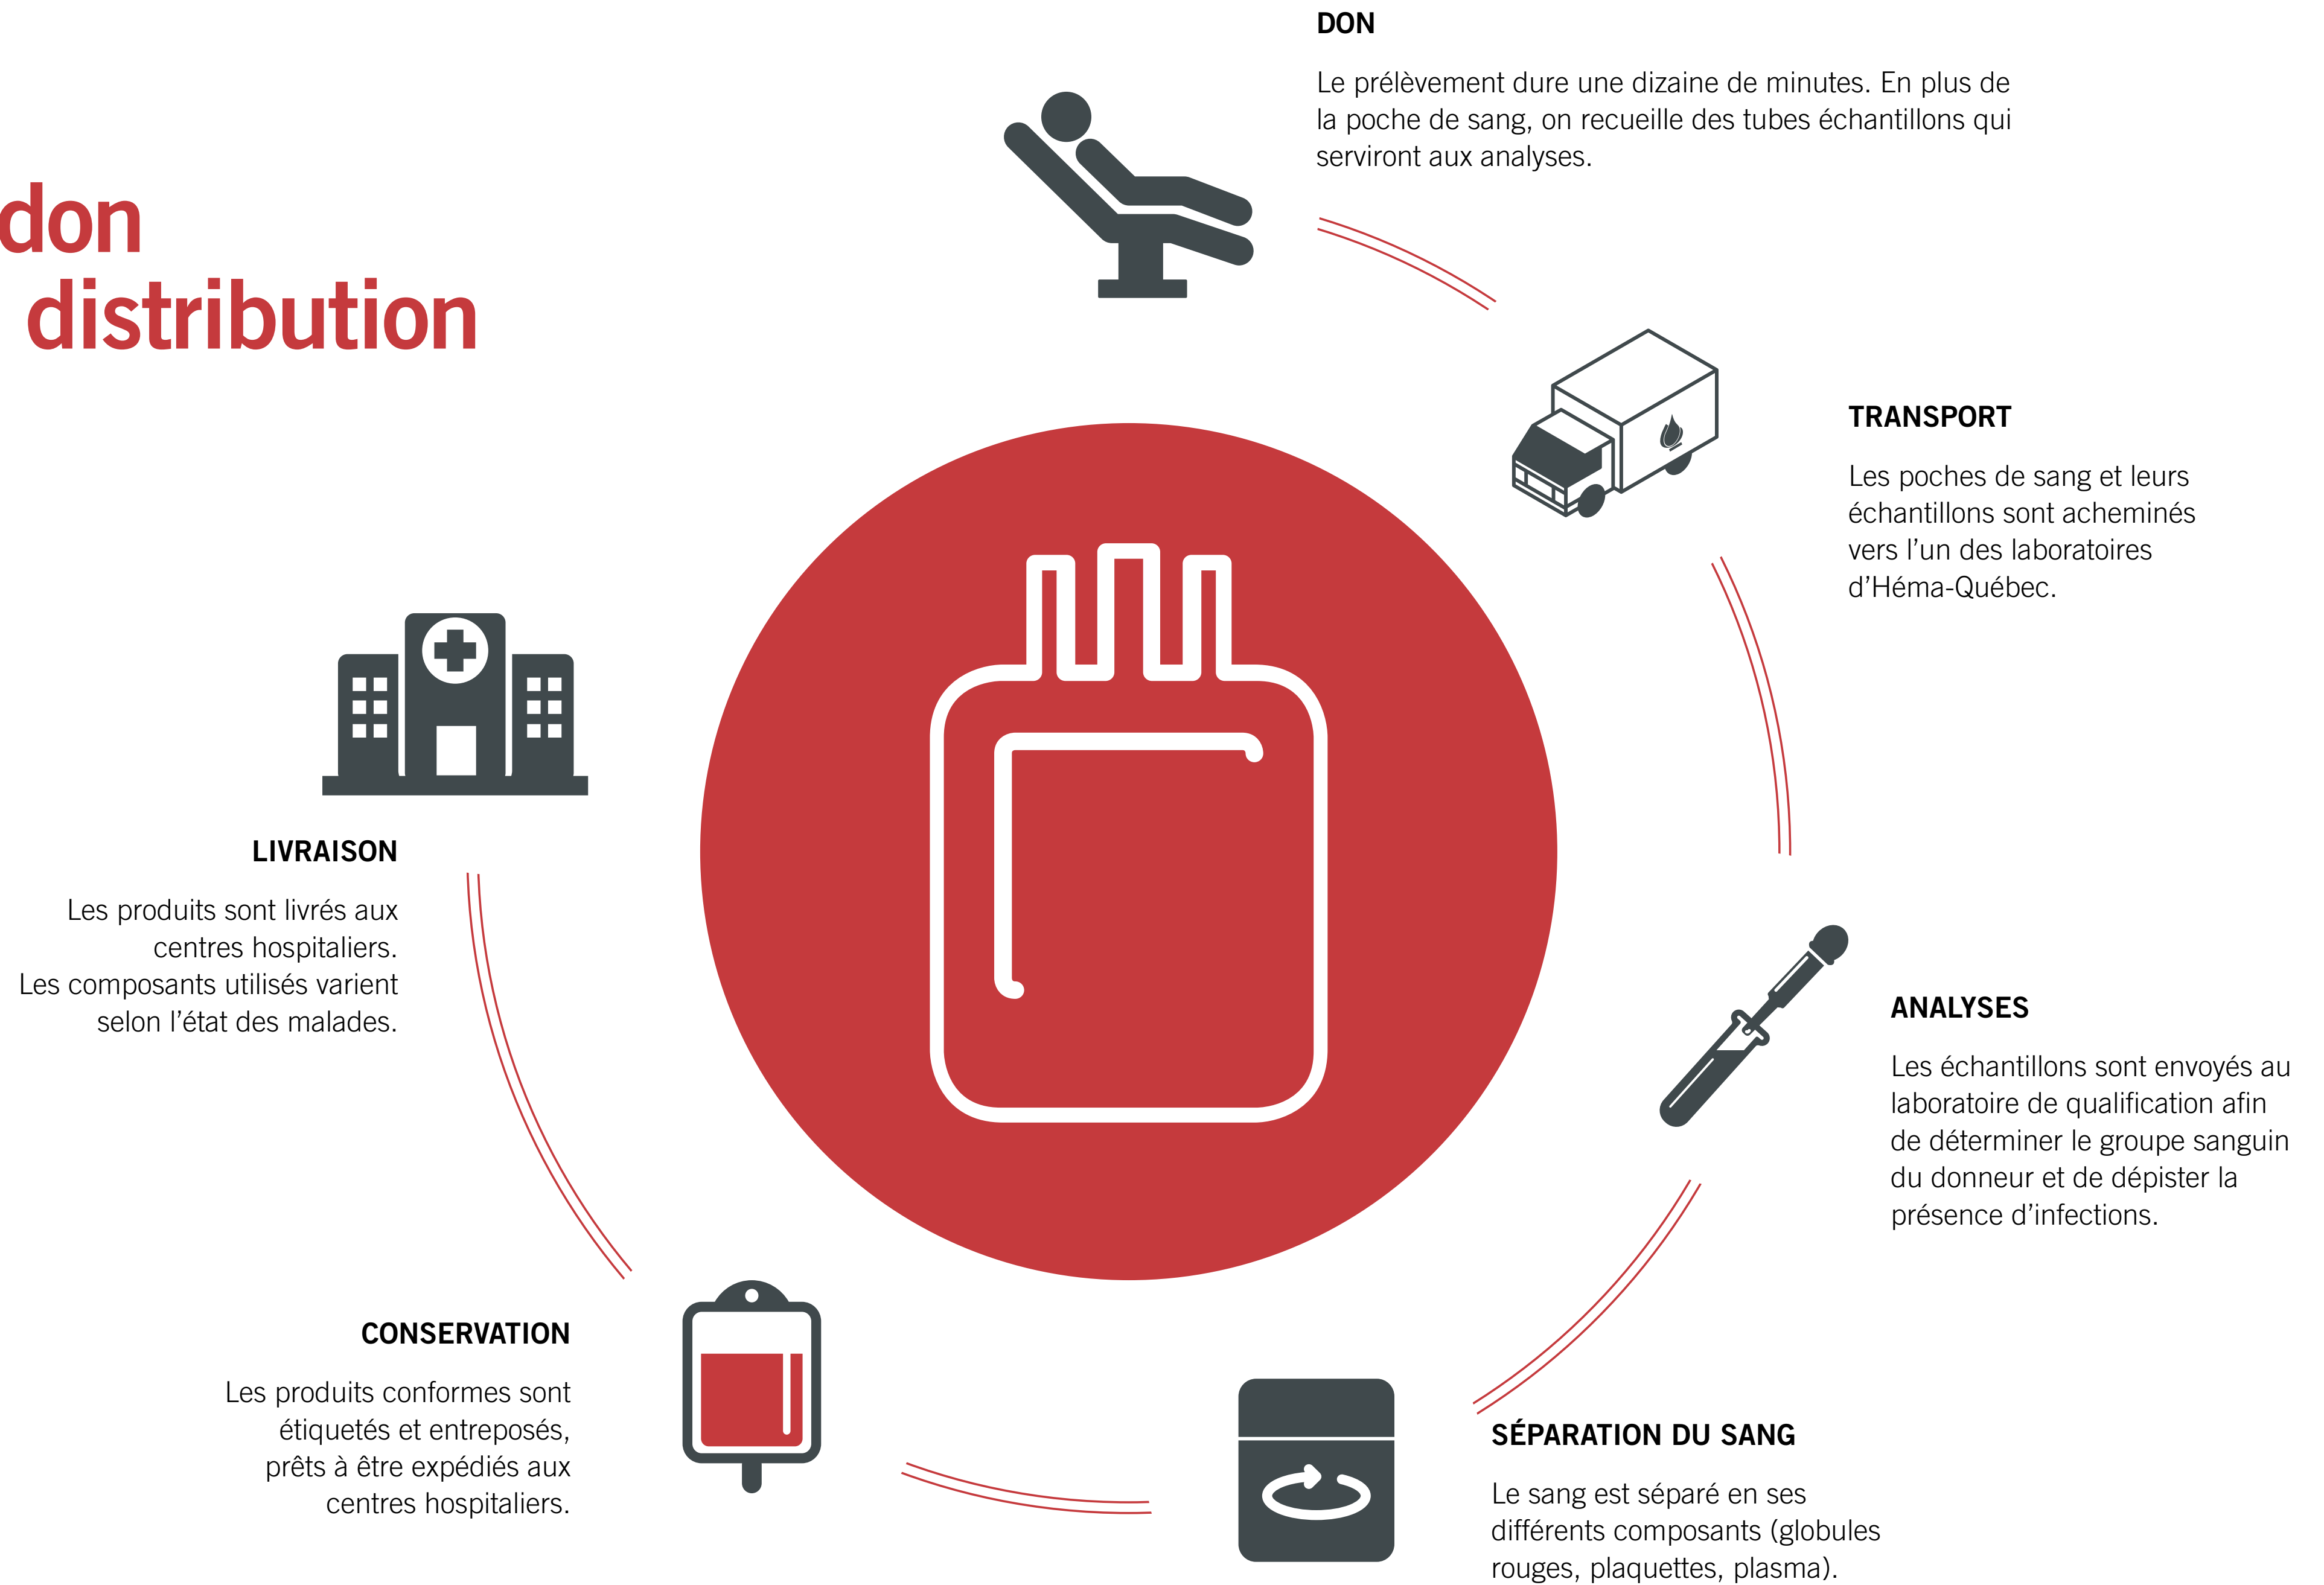 don
distribution
DON
Le prélèvement dure une dizaine de minutes. En plus de
la poche de sang, on recueille des tubes échantillons qui
serviront aux analyses.
TRANSPORT
Les poches de sang et leurs
échantillons sont acheminés
vers l’un des laboratoires
d’Héma-Québec.
ANALYSES
Les échantillons sont envoyés au
laboratoire de qualification afin
de déterminer le groupe sanguin
du donneur et de dépister la
présence d’infections.
SÉPARATION DU SANG
Le sang est séparé en ses
différents composants (globules
rouges, plaquettes, plasma).
CONSERVATION
Les produits conformes sont
étiquetés et entreposés,
prêts à être expédiés aux
centres hospitaliers.
LIVRAISON
Les produits sont livrés aux
centres hospitaliers.
Les composants utilisés varient
selon l’état des malades.